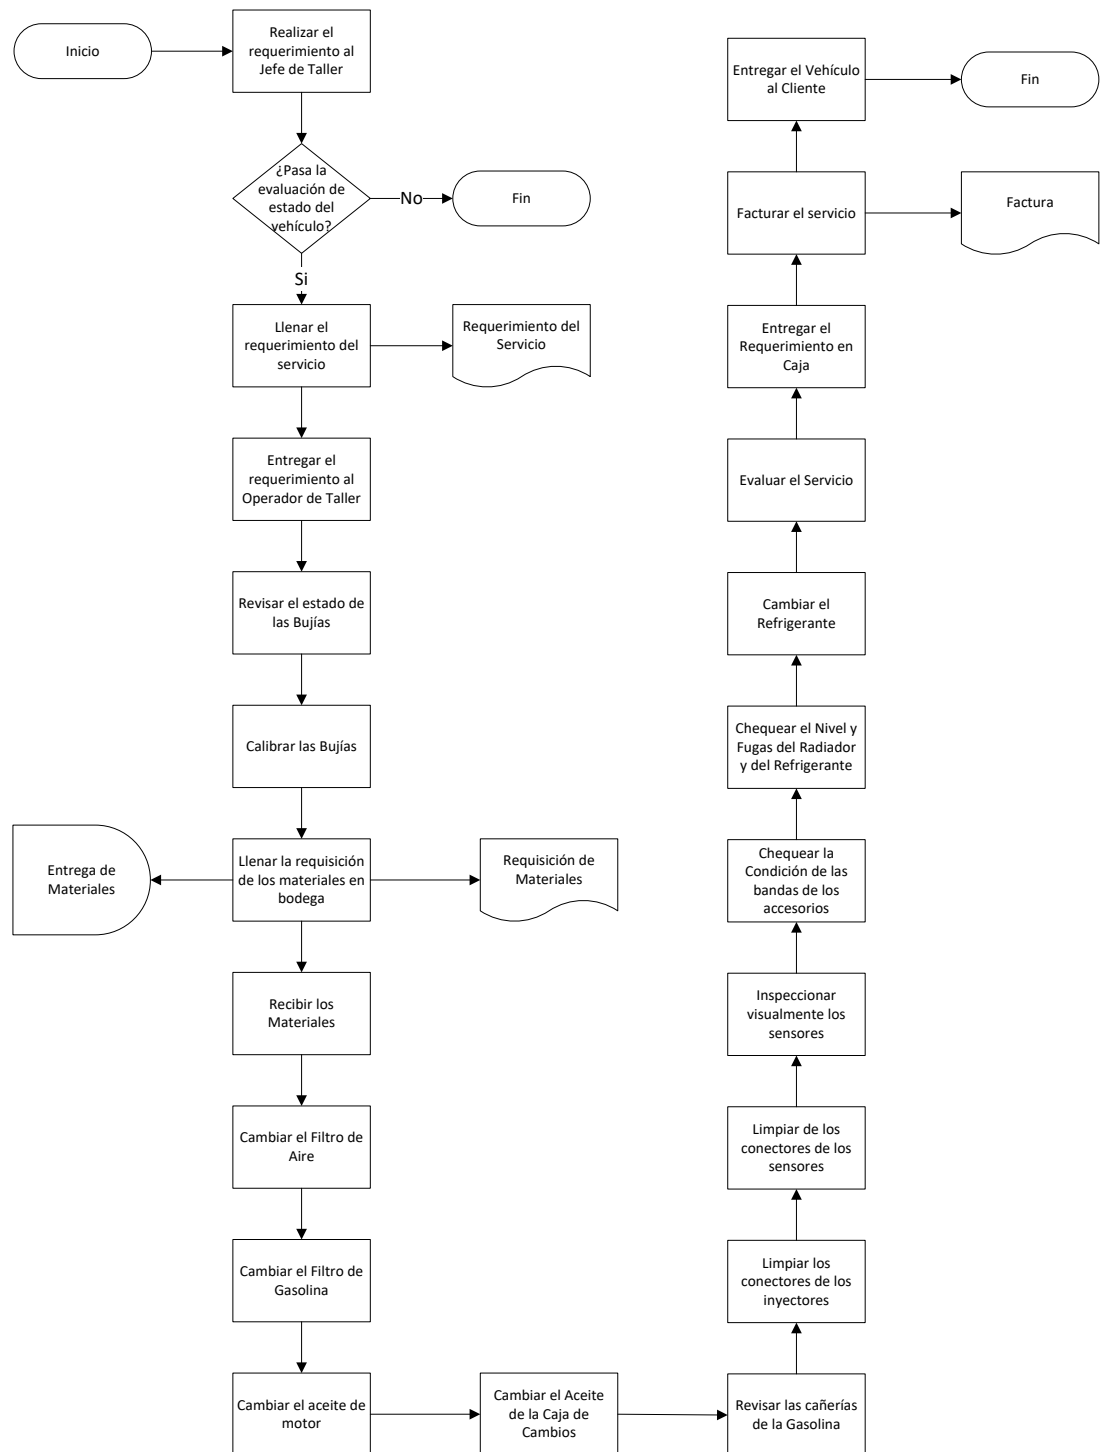 Inicio
Realizar el
requerimiento al
Jefe de Taller
¿Pasa la
evaluación de
estado del
vehículo?
No
Fin
Si
Llenar el
requerimiento del
servicio
Requerimiento del
Servicio
Entregar el
requerimiento al
Operador de Taller
Revisar el estado de
las Bujías
Calibrar las Bujías
Entrega de
Materiales
Llenar la requisición
de los materiales en
bodega
Requisición de
Materiales
Recibir los
Materiales
Cambiar el Filtro de
Aire
Cambiar el Filtro de
Gasolina
Cambiar el aceite de
motor
Cambiar el Aceite
de la Caja de
Cambios
Revisar las cañerías
de la Gasolina
Limpiar los
conectores de los
inyectores
Limpiar de los
conectores de los
sensores
Inspeccionar
visualmente los
sensores
Chequear la
Condición de las
bandas de los
accesorios
Chequear el Nivel y
Fugas del Radiador
y del Refrigerante
Cambiar el
Refrigerante
Evaluar el Servicio
Entregar el
Requerimiento en
Caja
Facturar el servicio
Factura
Entregar el Vehículo
al Cliente
Fin